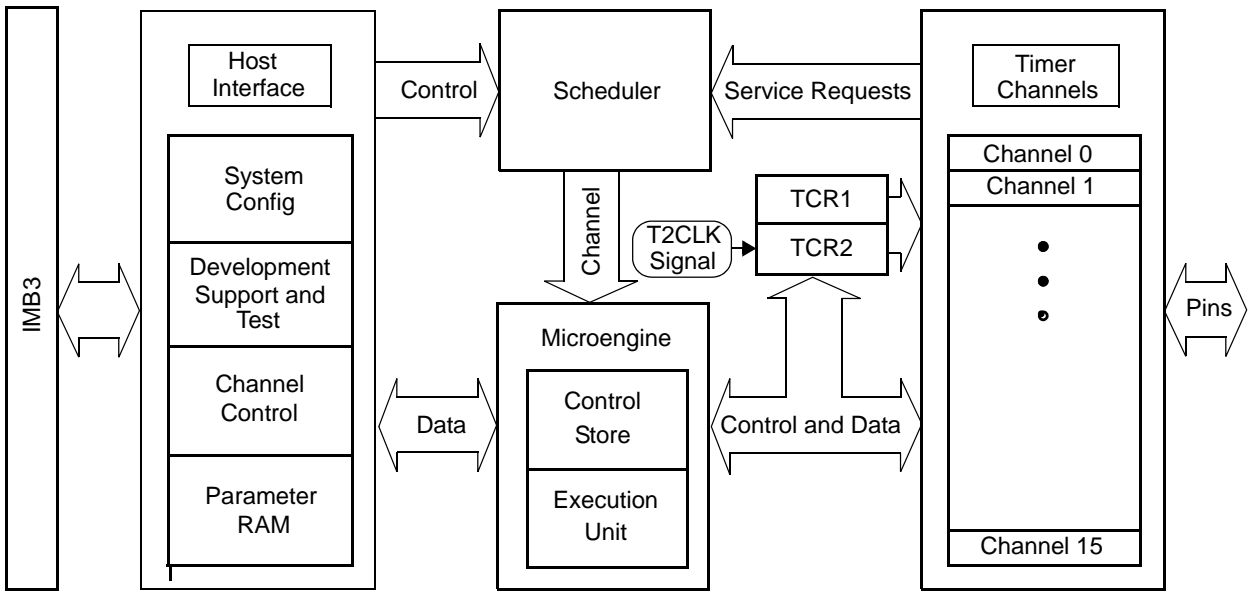 IMB3
Host
Interface
System
Config
Development
Support and
Test
Channel
Control
Parameter
RAM
Control
Data
Scheduler
Channel
Microengine
Control
Store
Execution
Unit
Service Requests
T2CLK
Signal
TCR1
TCR2
Control and Data
Timer
Channels
Channel 0
Channel 1
Channel 15
Pins